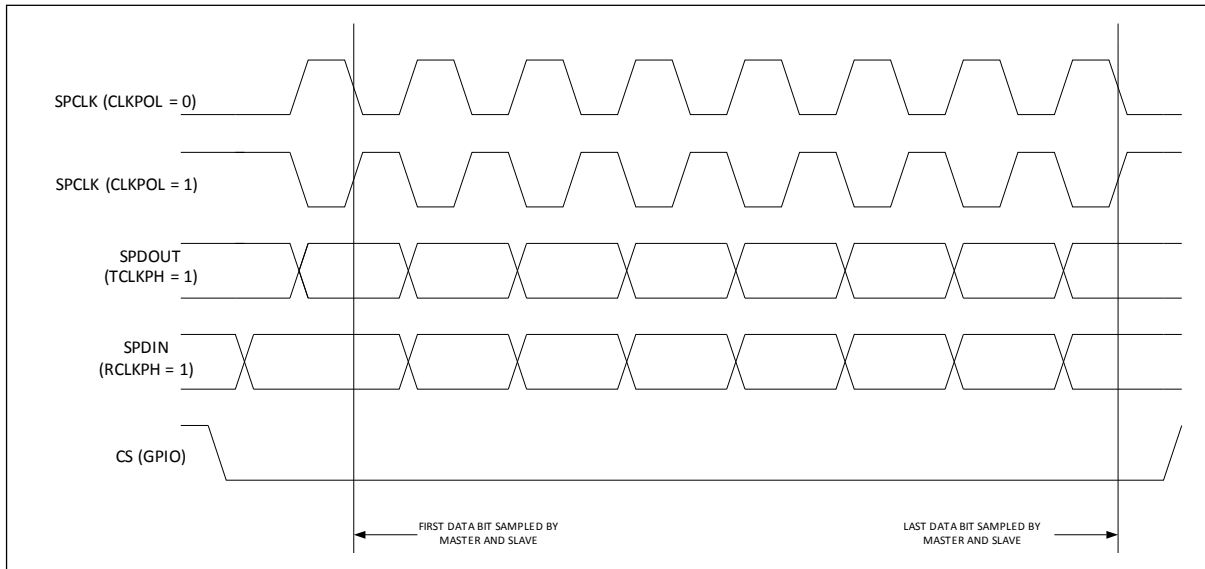 SPCLK (CLKPOL = 0)
SPCLK (CLKPOL = 1)
SPDOUT
(TCLKPH = 1)
SPDIN
(RCLKPH = 1)
CS (GPIO)
FIRST DATA BIT SAMPLED BY
MASTER AND SLAVE
LAST DATA BIT SAMPLED BY
MASTER AND SLAVE